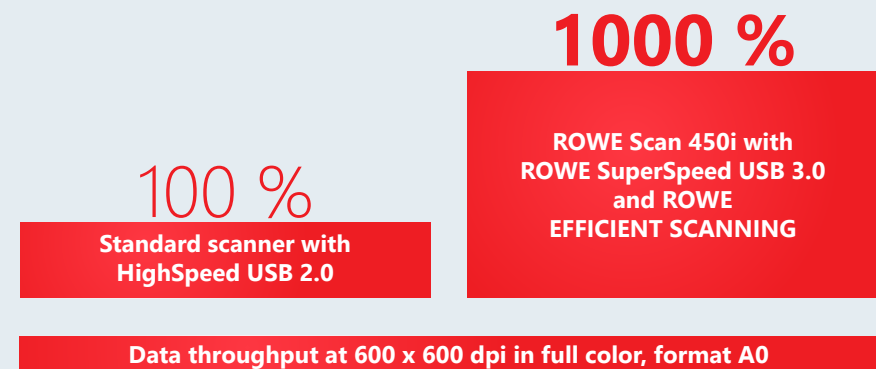 1000 %
100 %
ROWE Scan 450i with
ROWE SuperSpeed USB 3.0
and ROWE
EFFICIENT SCANNING
Standard scanner with
HighSpeed USB 2.0
Data throughput at 600 x 600 dpi in full color, format A0